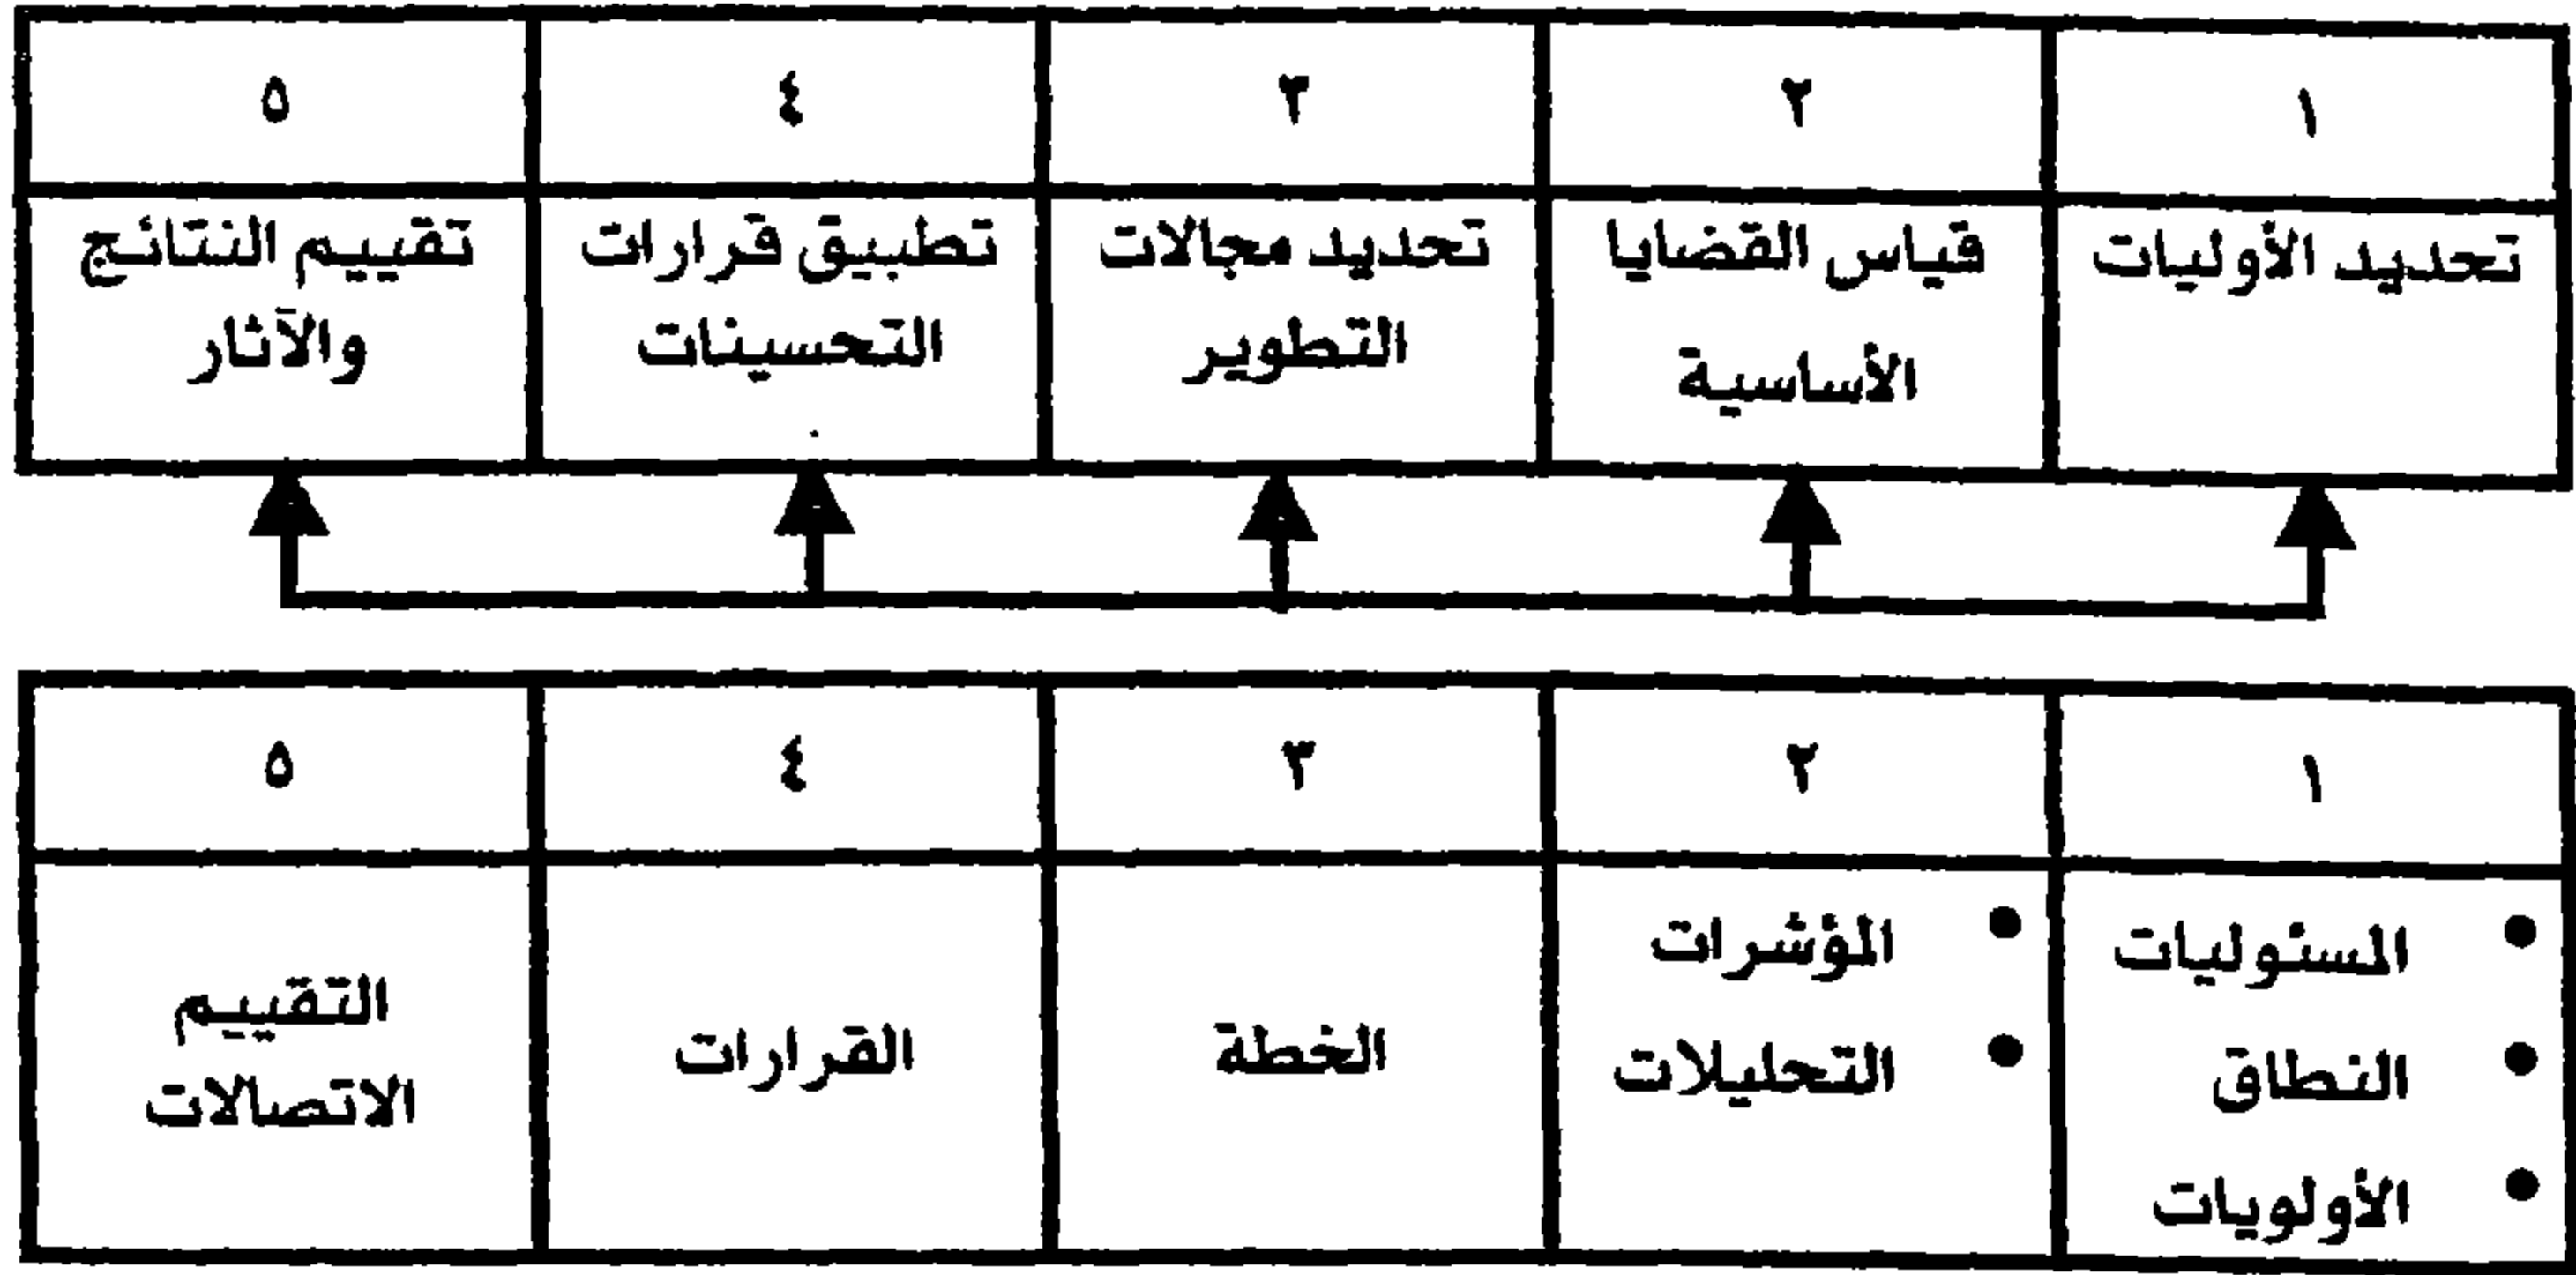 ١ ٢ ٣ ٤ ٥
تحديد الأوليات
قياس القضايا
الأساسية
تحديد مجالات
التطوير
تطبيق قرارات
التحسينات
تقييم النتائج
والآثار
١ ٢ ٣ ٤ ٥
• المسئوليات
• النطاق
• الأولويات
• المؤشرات
• التحليلات
الخطة
القرارات
التقييم
الاتصالات